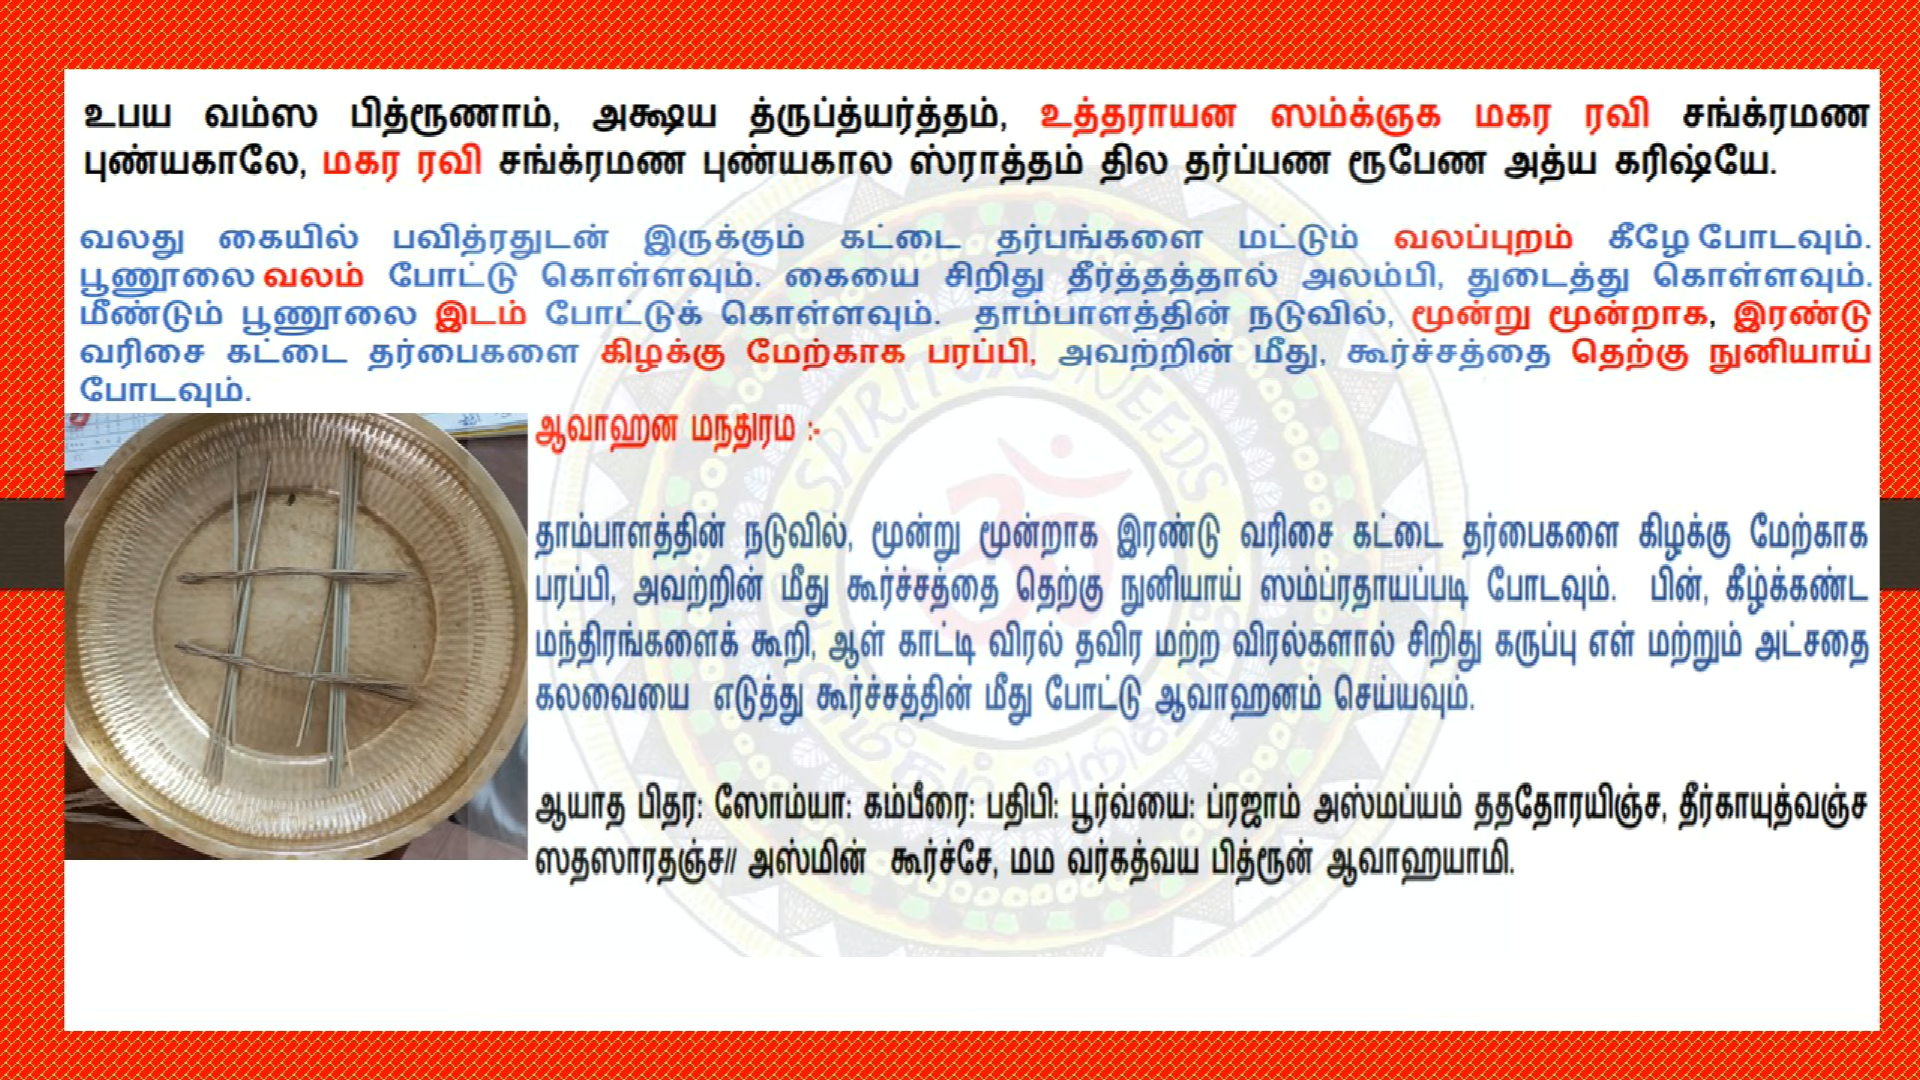 உபய வம்ஸ பித்ரூணாம், அக்ஷய த்ருப்த்யர்த்தம், உத்தராயன ஸம்க்ஞக மகர ரவி சங்க்ரமண
புண்யகாலே, மகர ரவி சங்க்ரமண புண்யகால ஸ்ராத்தம் தில தர்ப்பண ரூபேண அத்ய கரிஷ்யே.
வலது கையில் பவித்ரதுடன் இருக்கும் கட்டை தர்பங்களை மட்டும் வலப்புறம் கீழே போடவும்.
பூணூலை வலம் போட்டு கொள்ளவும். கையை சிறிது தீர்த்தத்தால் அலம்பி, துடைத்து கொள்ளவும்.
மீண்டும் பூணூலை இடம் போட்டுக் கொள்ளவும். தாம்பாளத்தின் நடுவில், மூன்று மூன்றாக, இரண்டு
வரிசை கட்டை தர்பைகளை கிழக்கு மேற்காக பரப்பி, அவற்றின் மீது, கூர்ச்சத்தை தெற்கு நுனியாய்
போடவும்.
ஆவாஹன மந்திரம் :-
தாம்பாளத்தின் நடுவில், மூன்று மூன்றாக இரண்டு வரிசை கட்டை தர்பைகளை கிழக்கு மேற்காக
பரப்பி, அவற்றின் மீது கூர்ச்சத்தை தெற்கு நுனியாய் ஸம்ப்ரதாயப்படி போடவும். பின், கீழ்க்கண்ட
மந்திரங்களைக் கூறி, ஆள் காட்டி விரல் தவிர மற்ற விரல்களால் சிறிது கருப்பு எள் மற்றும் அட்சதை
கலவையை எடுத்து கூர்ச்சத்தின் மீது போட்டு ஆவாஹனம் செய்யவும்.
ஆயாத பிதர: ஸோம்யா: கம்பீரை: பதிபி: பூர்வ்யை: ப்ரஜாம் அஸ்மப்யம் தததோரயிஞ்ச, தீர்காயுத்வஞ்ச
ஸதஸாரதஞ்ச// அஸ்மின் கூர்ச்சே, மம வர்கத்வய பித்ரூன் ஆவாஹயாமி.
SPIRITUAL NEEDS